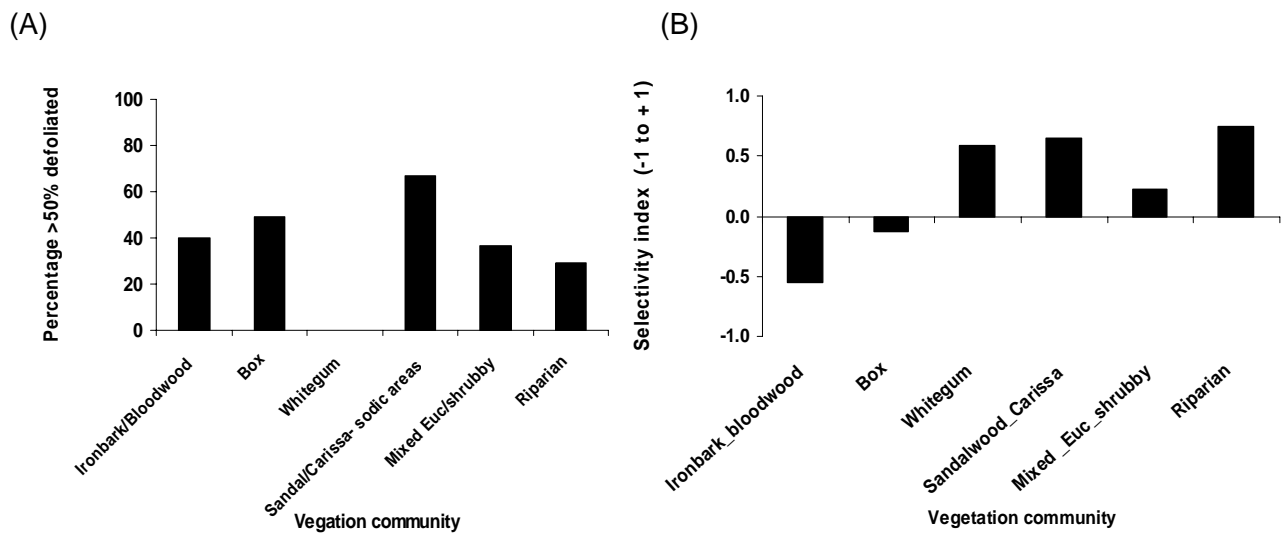 (A)
Percentage >50% defoliated
100
80
60
40
20
0
Ironbark/Bloodwood
Box
Whitegum
Sandal/Carissa- sodic areas
Mixed Euc/shrubby
Riparian
Vegation community
(B)
Selectivity index (-1 to + 1)
1.0
0.5
0.0
-0.5
-1.0
Ironbark_bloodwood
Box
Whitegum
Sandalwood_Carissa
Mixed _Euc_shrubby
Riparian
Vegetation community